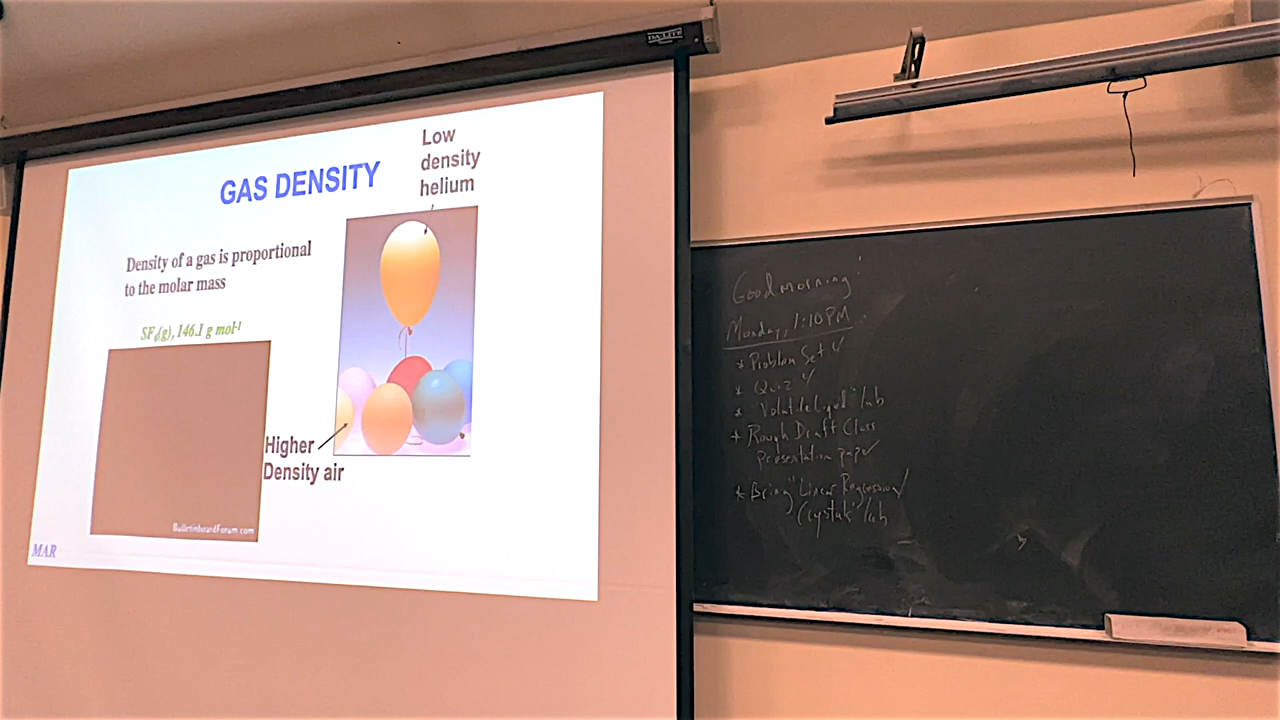 DA-LITE
GAS DENSITY
Low
density
helium
Density of a gas is proportional
to the molar mass
SF₆(g), 146.1 g mol⁻¹
Higher
Density air
BulletinboardForum.com
MAR
Good morning!
Monday, 1:10 PM
* Problem Set 4
* Quiz 4
* "Volatile Liquid" lab
* Rough Draft Class
Presentation paper
* Bring "Linear Regression/
Crystals" lab